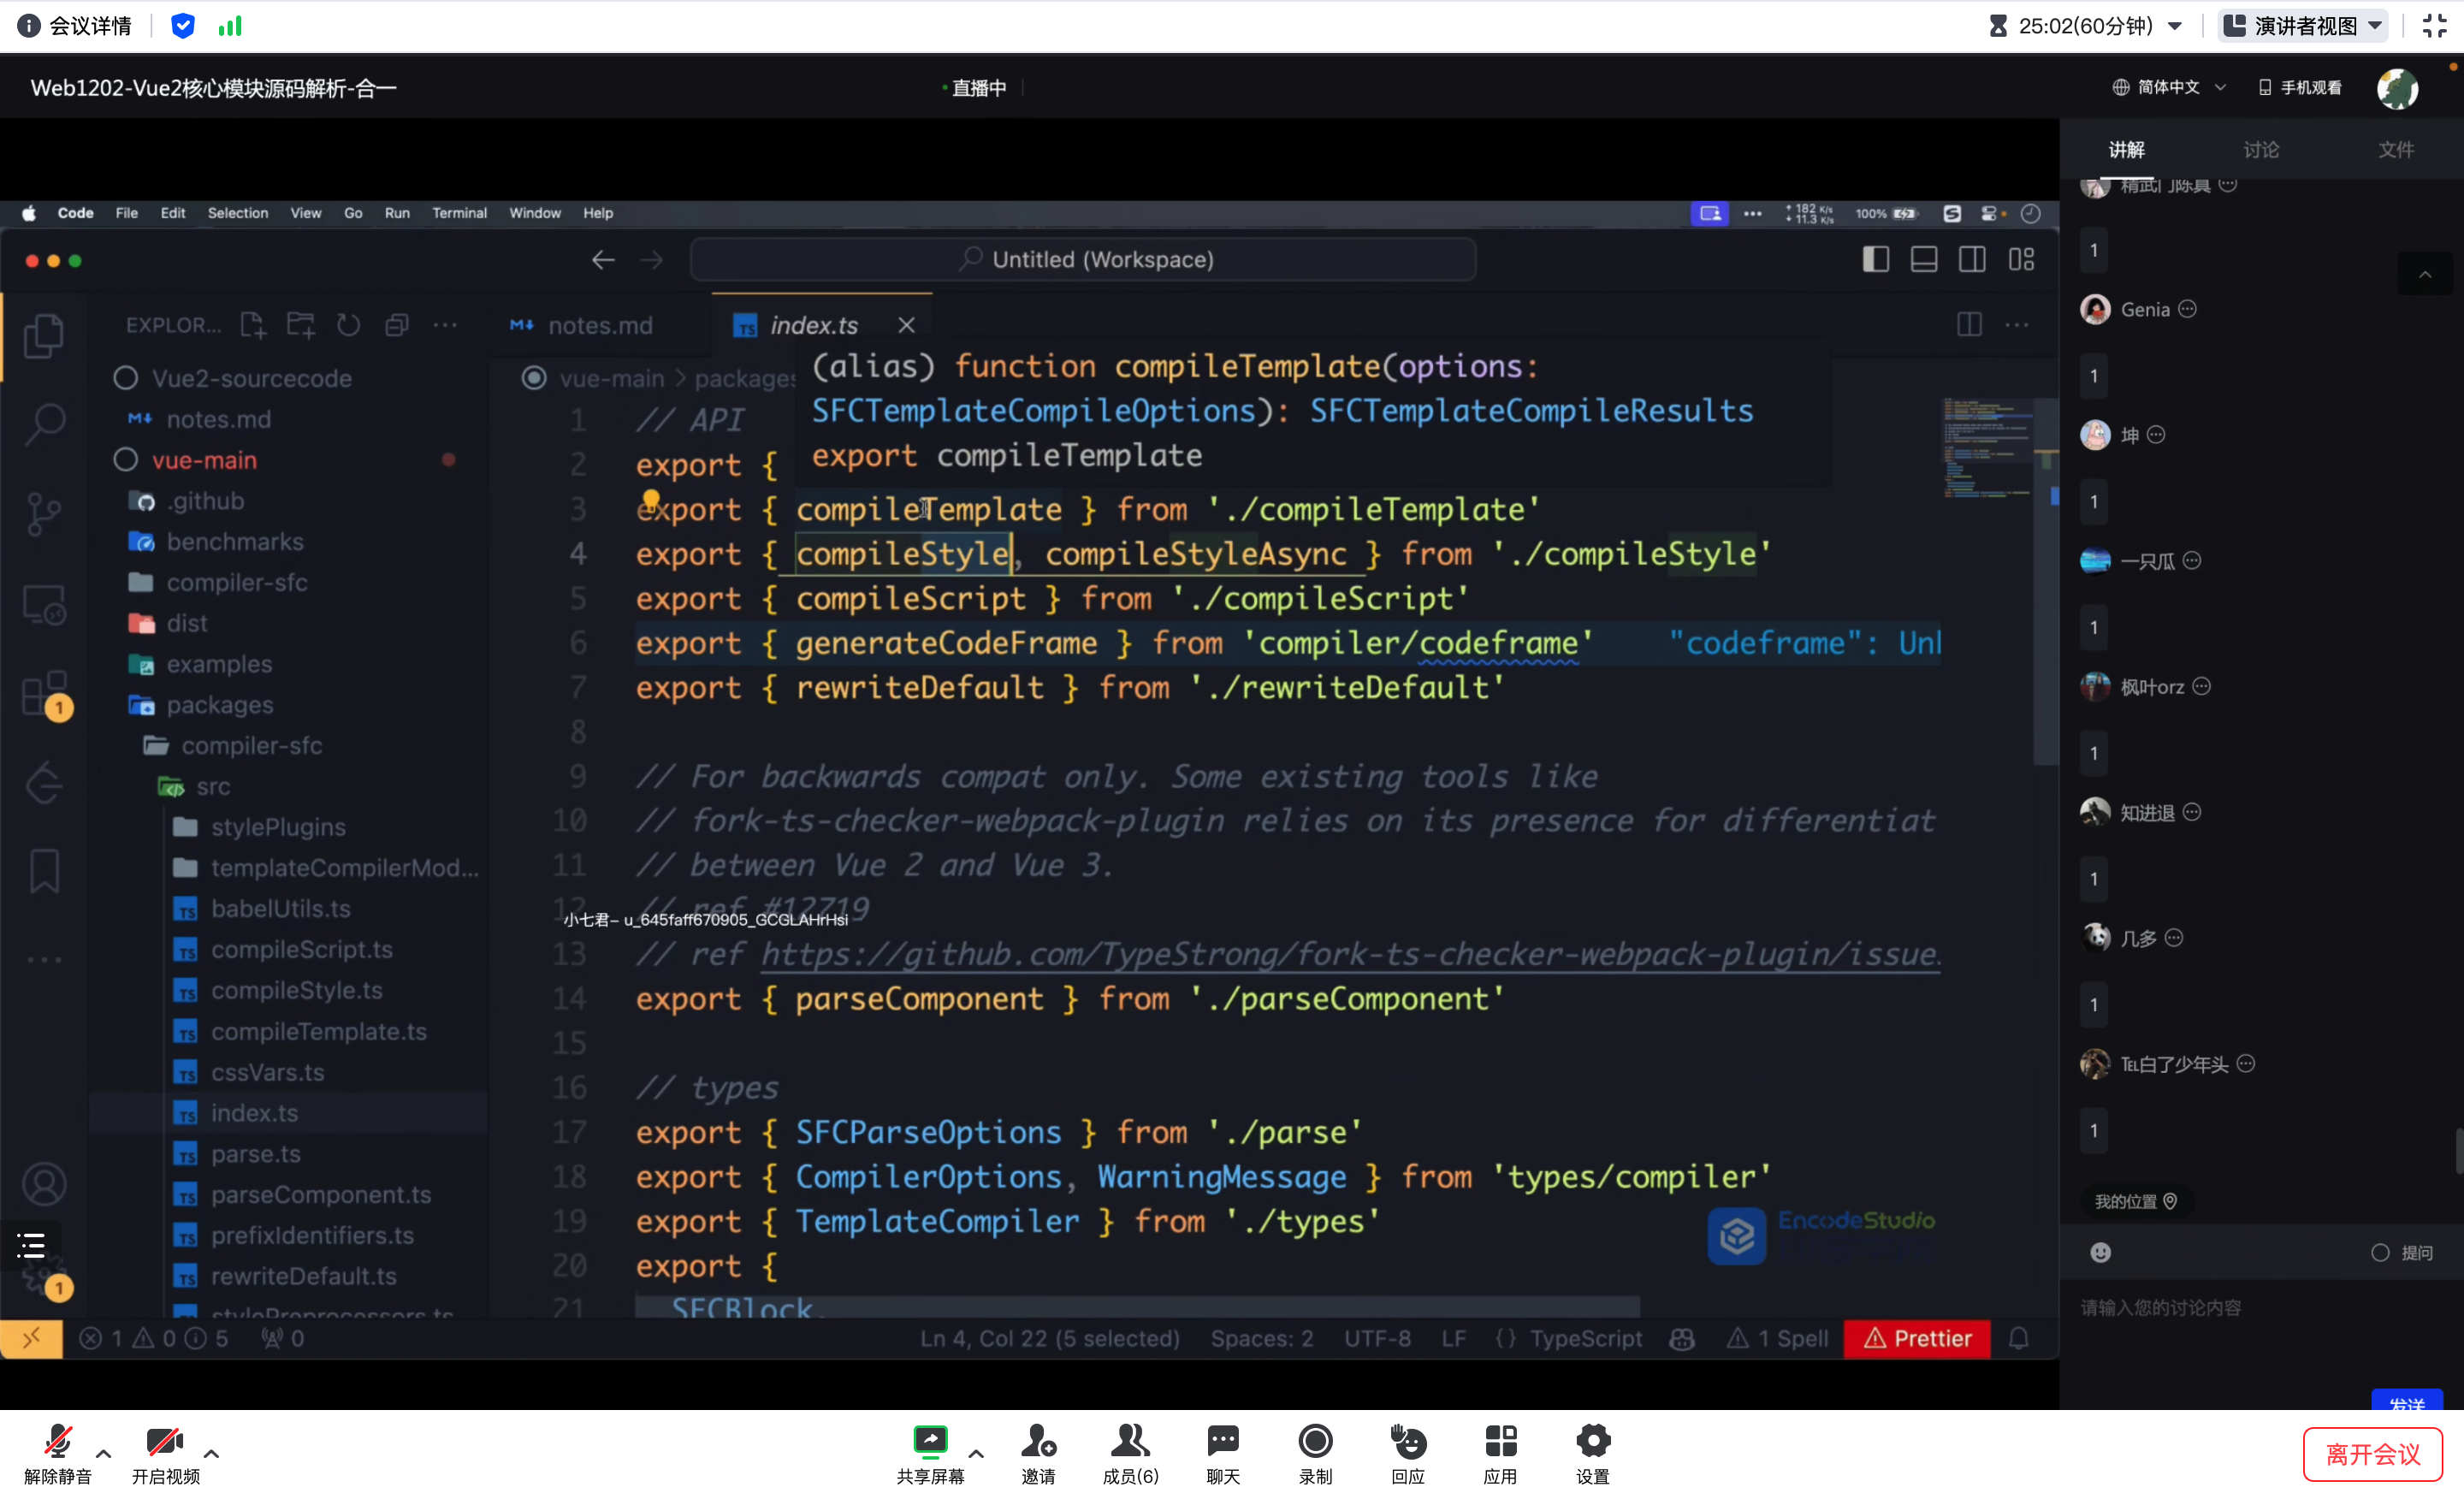 会议详情
25:02(60分钟)
演讲者视图
Web1202-Vue2核心模块源码解析-合一
直播中
简体中文
手机观看
讲解
讨论
文件
Code File Edit Selection View Go Run Terminal Window Help
182 K/s
11.3 K/s
100%
Untitled (Workspace)
EXPLOR...
notes.md
index.ts
Vue2-sourcecode
notes.md
vue-main
.github
benchmarks
compiler-sfc
dist
examples
packages
compiler-sfc
src
stylePlugins
templateCompilerMod...
babelUtils.ts
compileScript.ts
compileStyle.ts
compileTemplate.ts
cssVars.ts
index.ts
parse.ts
parseComponent.ts
prefixIdentifiers.ts
rewriteDefault.ts
stylePreprocessors.ts
vue-main > packages
(alias) function compileTemplate(options:
SFCTemplateCompileOptions): SFCTemplateCompileResults
export compileTemplate
1 // API
2 export {
3 export { compileTemplate } from './compileTemplate'
4 export { compileStyle, compileStyleAsync } from './compileStyle'
5 export { compileScript } from './compileScript'
6 export { generateCodeFrame } from 'compiler/codeframe' "codeframe": Un
7 export { rewriteDefault } from './rewriteDefault'
8
9 // For backwards compat only. Some existing tools like
10 // fork-ts-checker-webpack-plugin relies on its presence for differentiat
11 // between Vue 2 and Vue 3.
12 // ref #12719
小七君– u_645faff670905_GCGLAHrHsi
13 // ref https://github.com/TypeStrong/fork-ts-checker-webpack-plugin/issue
14 export { parseComponent } from './parseComponent'
15
16 // types
17 export { SFCParseOptions } from './parse'
18 export { CompilerOptions, WarningMessage } from 'types/compiler'
19 export { TemplateCompiler } from './types'
20 export {
21 SFCBlock,
EncodeStudio
1
1
1 0 5 0
Ln 4, Col 22 (5 selected) Spaces: 2 UTF-8 LF {} TypeScript 1 Spell Prettier
精武门陈真
1
Genia
1
坤
1
一只瓜
1
枫叶orz
1
知进退
1
几多
1
℡白了少年头
1
我的位置
提问
请输入您的讨论内容
发送
解除静音
开启视频
共享屏幕
邀请
成员(6)
聊天
录制
回应
应用
设置
离开会议